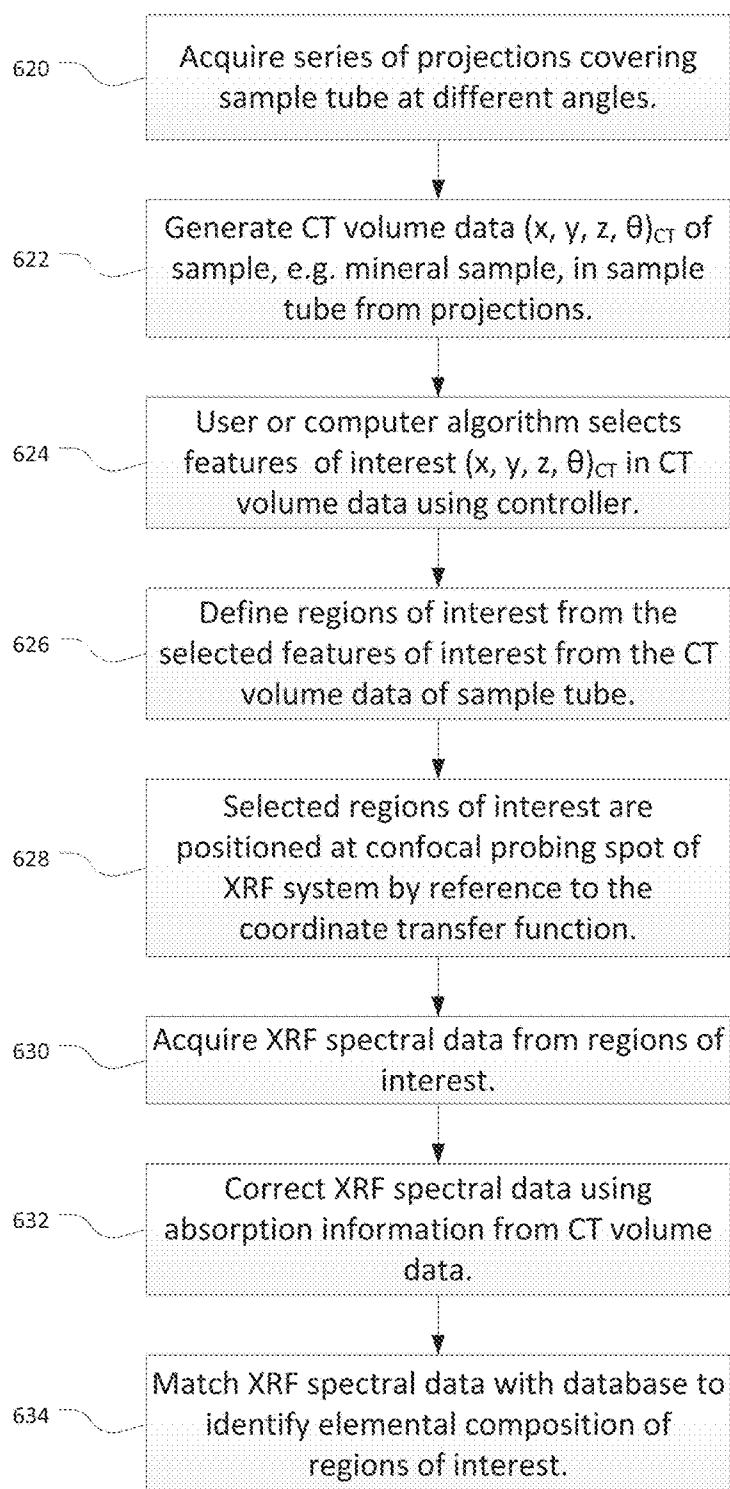 620
Acquire series of projections covering
sample tube at different angles.
622
Generate CT volume data (x, y, z, θ)CT of
sample, e.g. mineral sample, in sample
tube from projections.
624
User or computer algorithm selects
features of interest (x, y, z, θ)CT in CT
volume data using controller.
626
Define regions of interest from the
selected features of interest from the CT
volume data of sample tube.
628
Selected regions of interest are
positioned at confocal probing spot of
XRF system by reference to the
coordinate transfer function.
630
Acquire XRF spectral data from regions of
interest.
632
Correct XRF spectral data using
absorption information from CT volume
data.
634
Match XRF spectral data with database to
identify elemental composition of
regions of interest.